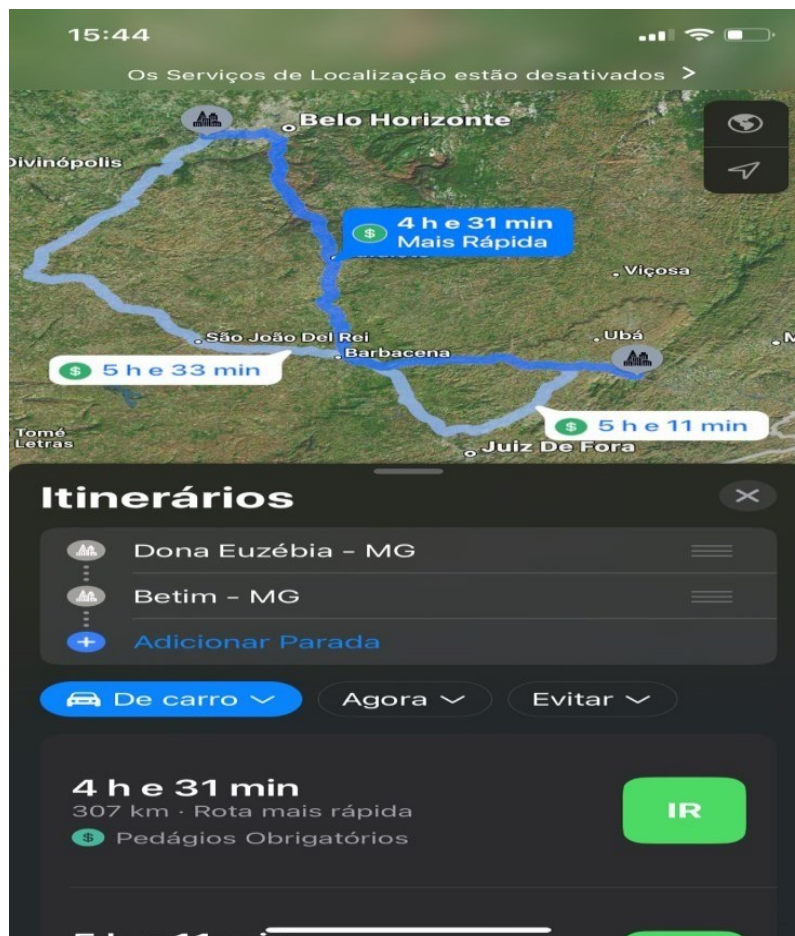 15:44
Os Serviços de Localização estão desativados >
Belo Horizonte
Divinópolis
4 h e 31 min
Mais Rápida
Viçosa
São João Del Rei
Ubá
Barbacena
5 h e 33 min
5 h e 11 min
Tomé
Letras
Juiz De Fora
Itinerários
Dona Euzébia - MG
Betim - MG
Adicionar Parada
De carro
Agora
Evitar
4 h e 31 min
307 km · Rota mais rápida
IR
$ Pedágios Obrigatórios